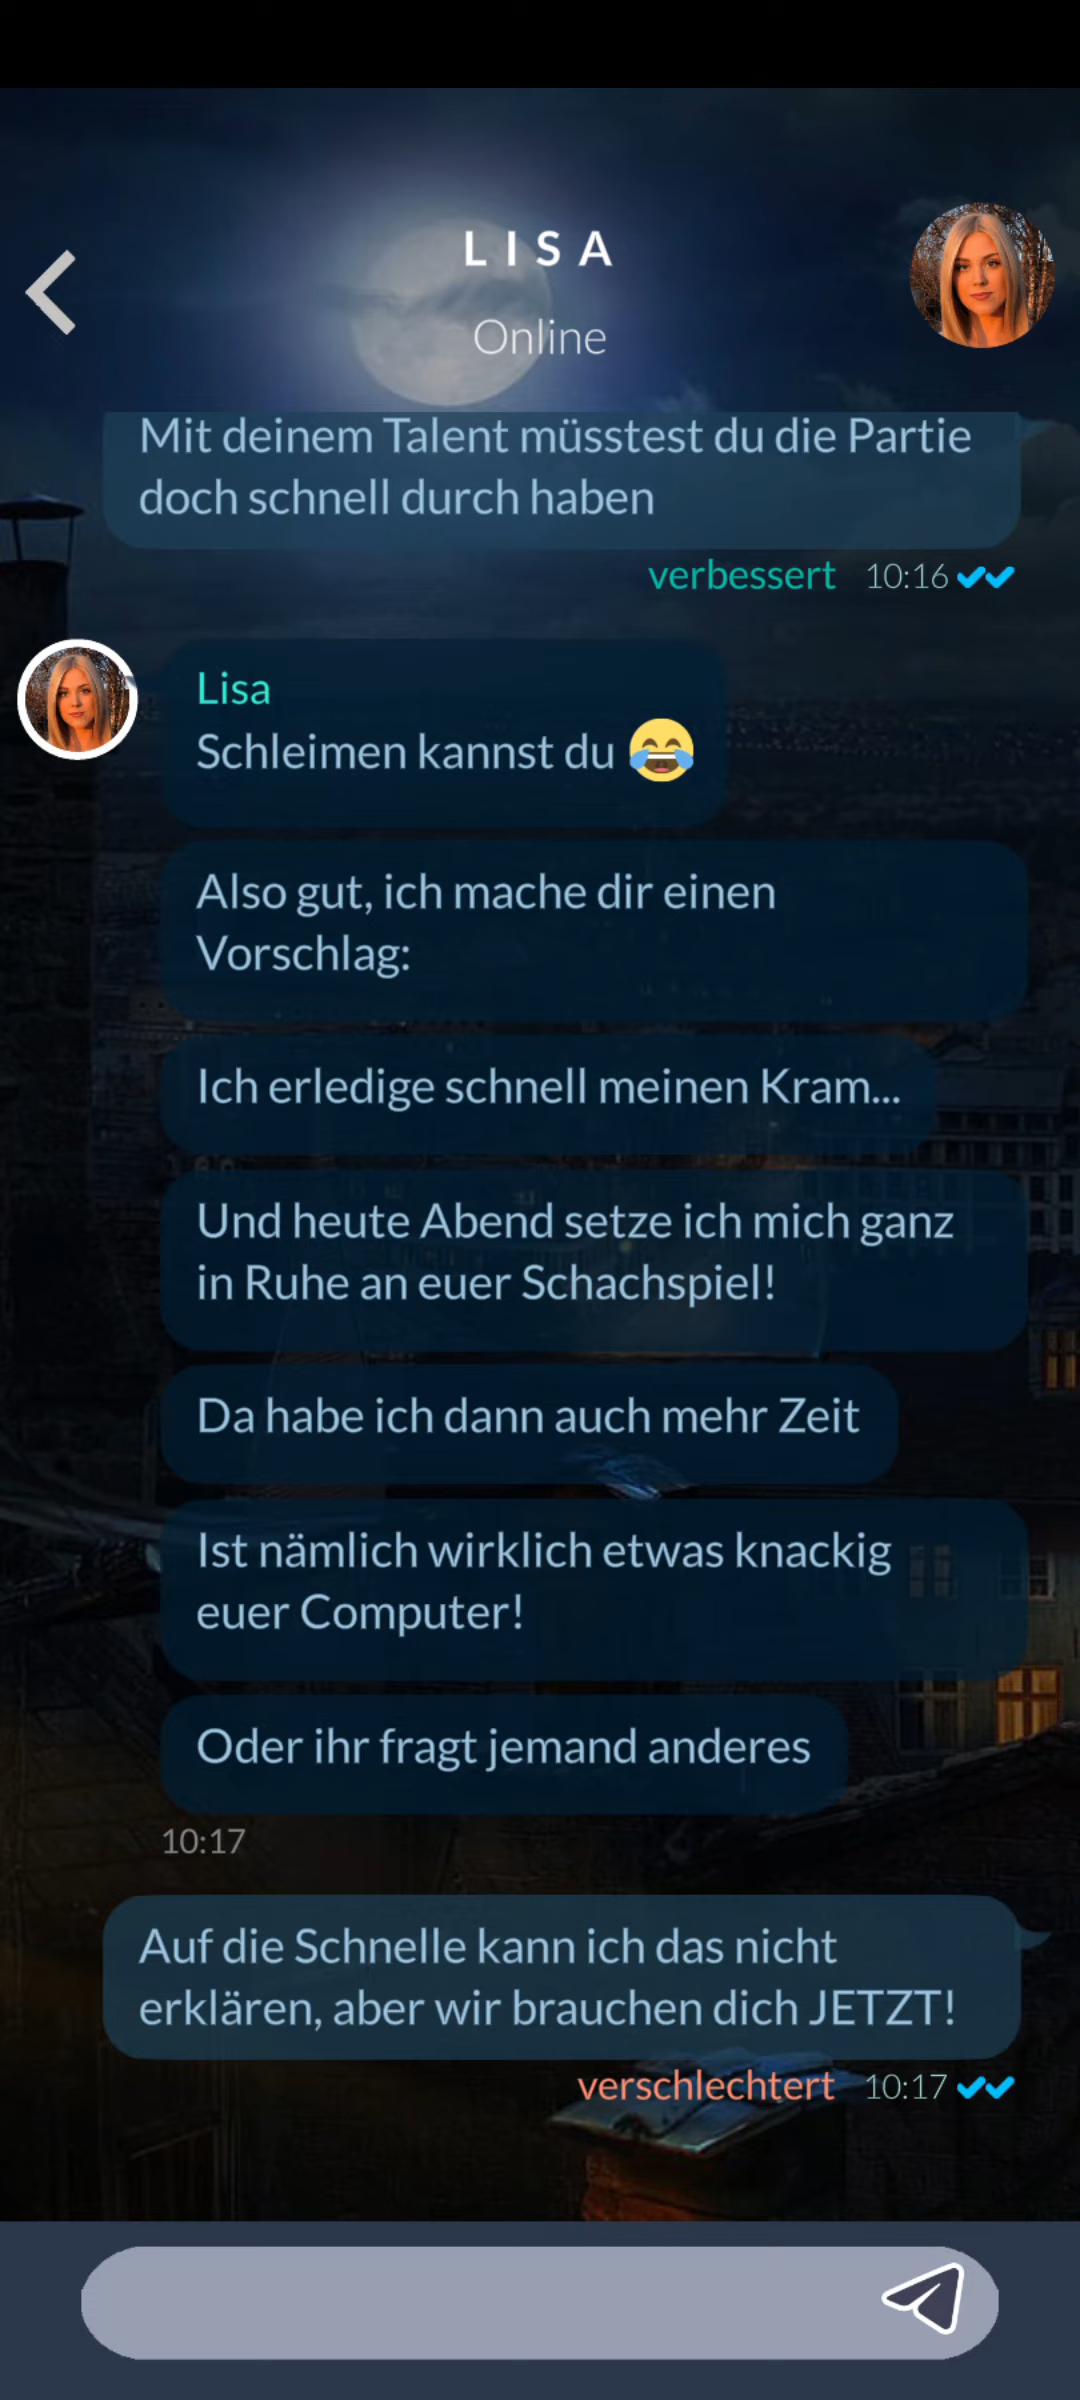 LISA
Online
Mit deinem Talent müsstest du die Partie
doch schnell durch haben
verbessert 10:16
Lisa
Schleimen kannst du 😂
Also gut, ich mache dir einen
Vorschlag:
Ich erledige schnell meinen Kram...
Und heute Abend setze ich mich ganz
in Ruhe an euer Schachspiel!
Da habe ich dann auch mehr Zeit
Ist nämlich wirklich etwas knackig
euer Computer!
Oder ihr fragt jemand anderes
10:17
Auf die Schnelle kann ich das nicht
erklären, aber wir brauchen dich JETZT!
verschlechtert 10:17